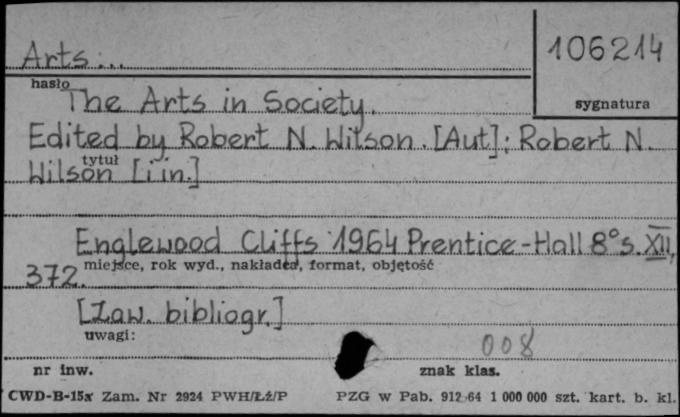 Arts...
106214
hasło
sygnatura
The Arts in Society.
Edited by Robert N. Wilson. [Aut]: Robert N.
tytuł
Wilson [i in.]
Englewood Cliffs 1964 Prentice-Hall 8° s. XII,
miejsce, rok wyd., nakładca, format, objętość
372.
[Zaw. bibliogr.]
uwagi:
008
nr inw. znak klas.
CWD-B-15x Zam. Nr 2924 PWH/Łź/P PZG w Pab. 912 64 1 000 000 szt. kart. b. kl.